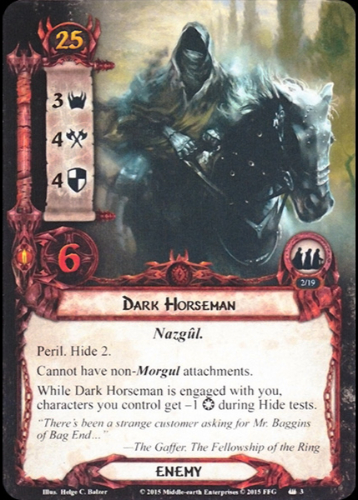 25
3
4
4
6
2/19
DARK HORSEMAN
Nazgûl.
Peril. Hide 2.
Cannot have non-Morgul attachments.
While Dark Horseman is engaged with you,
characters you control get –1 during Hide tests.
"There's been a strange customer asking for Mr. Baggins
of Bag End…"
—The Gaffer, The Fellowship of the Ring
ENEMY
Illus. Holge C. Balzer © 2015 Middle-earth Enterprises © 2015 FFG 3